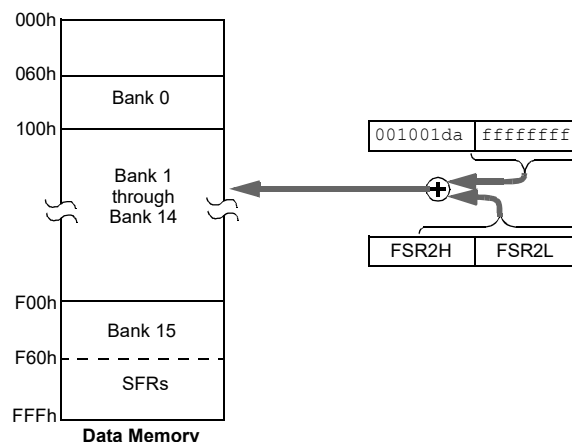 000h
060h
Bank 0
100h
001001da ffffffff
Bank 1
through
Bank 14
FSR2H FSR2L
F00h
Bank 15
F60h
SFRs
FFFh
Data Memory